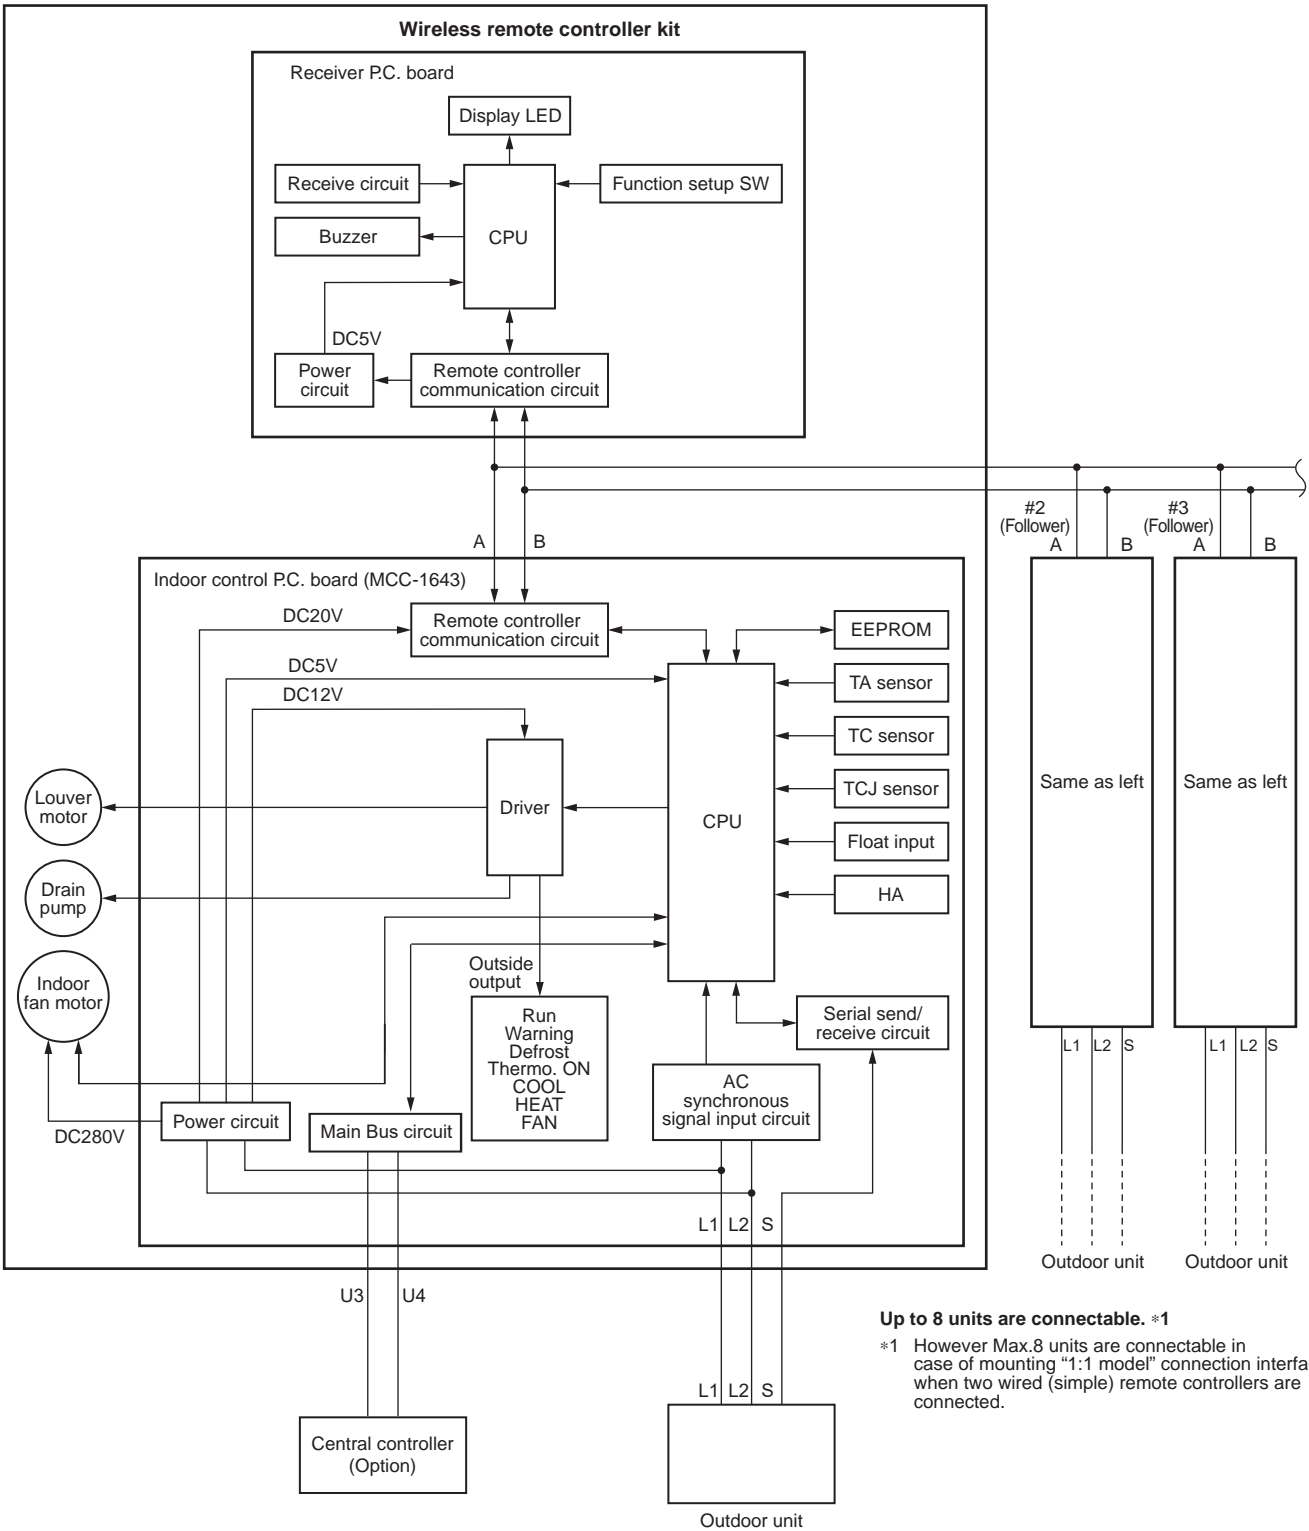 Wireless remote controller kit
Receiver P.C. board
Display LED
Receive circuit
Function setup SW
Buzzer
CPU
DC5V
Power
circuit
Remote controller
communication circuit
#2
(Follower)
A
B
#3
(Follower)
A
B
A
B
Indoor control P.C. board (MCC-1643)
DC20V
Remote controller
communication circuit
EEPROM
DC5V
TA sensor
DC12V
TC sensor
TCJ sensor
Same as left
Same as left
Louver
motor
Driver
CPU
Float input
Drain
pump
HA
Outside
output
Indoor
fan motor
Run
Warning
Defrost
Thermo. ON
COOL
HEAT
FAN
Serial send/
receive circuit
L1 L2 S
L1 L2 S
AC
synchronous
signal input circuit
Power circuit
Main Bus circuit
DC280V
L1 L2 S
Outdoor unit
Outdoor unit
U3
U4
Up to 8 units are connectable. *1
*1 However Max.8 units are connectable in
case of mounting “1:1 model” connection interfa
when two wired (simple) remote controllers are
connected.
L1 L2 S
Central controller
(Option)
Outdoor unit